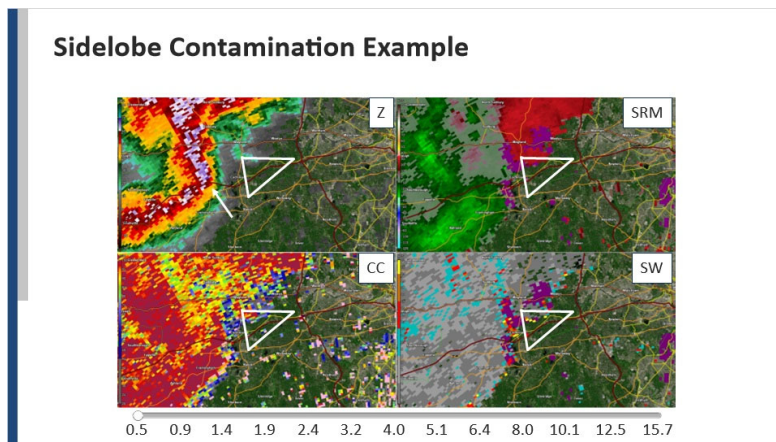 Sidelobe Contamination Example
Z
SRM
CC
SW
0.5 0.9 1.4 1.9 2.4 3.2 4.0 5.1 6.4 8.0 10.1 12.5 15.7